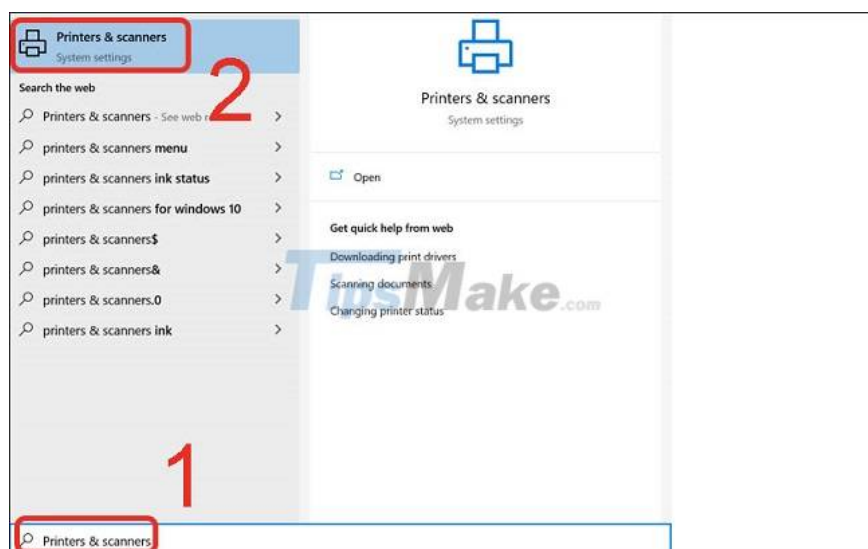 Printers & scanners
System settings
2
Search the web
Printers & scanners - See web
printers & scanners menu
printers & scanners ink status
printers & scanners for windows 10
printers & scanners$
printers & scanners&
printers & scanners.0
printers & scanners ink
1
Printers & scanners
Printers & scanners
System settings
Open
Get quick help from web
Downloading print drivers
Scanning documents
Changing printer status
TipsMake.com